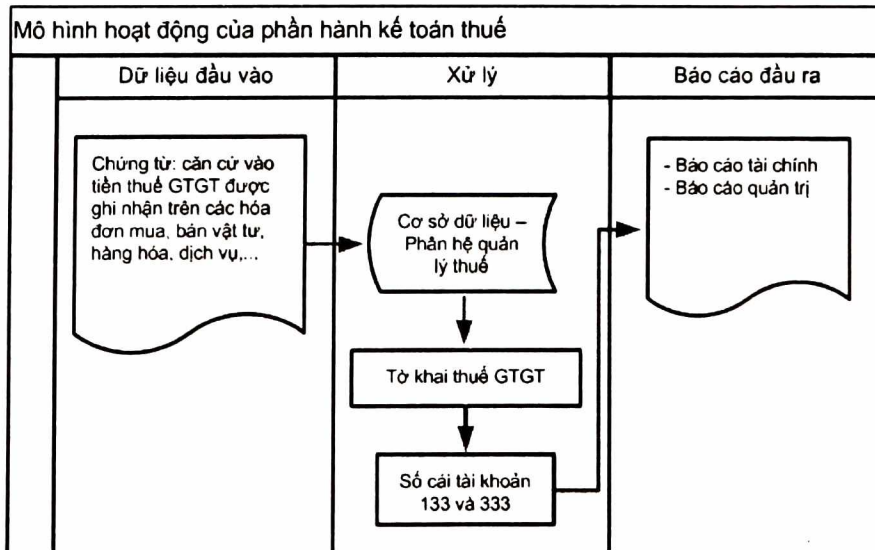 Mô hình hoạt động của phần hành kế toán thuế
Dữ liệu đầu vào
Xử lý
Báo cáo đầu ra
Chứng từ: căn cứ vào
tiền thuế GTGT được
ghi nhận trên các hóa
đơn mua, bán vật tư,
hàng hóa, dịch vụ,...
Cơ sở dữ liệu –
Phân hệ quản
lý thuế
Tờ khai thuế GTGT
Sổ cái tài khoản
133 và 333
- Báo cáo tài chính
- Báo cáo quản trị